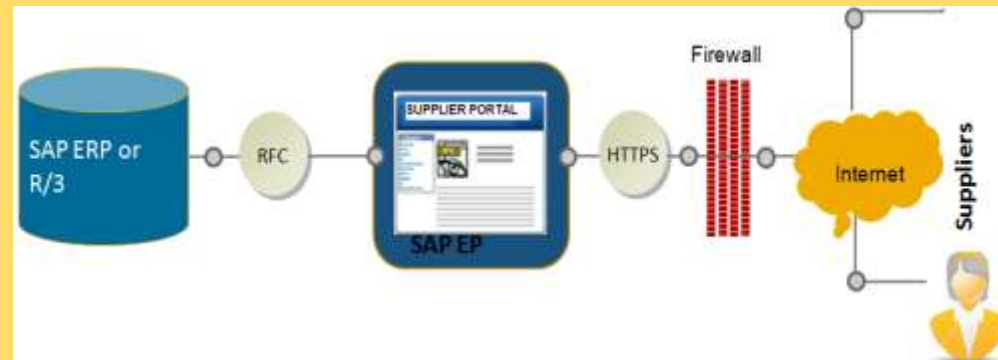 SAP ERP or
R/3
RFC
SUPPLIER PORTAL
SAP EP
HTTPS
Firewall
Internet
Suppliers